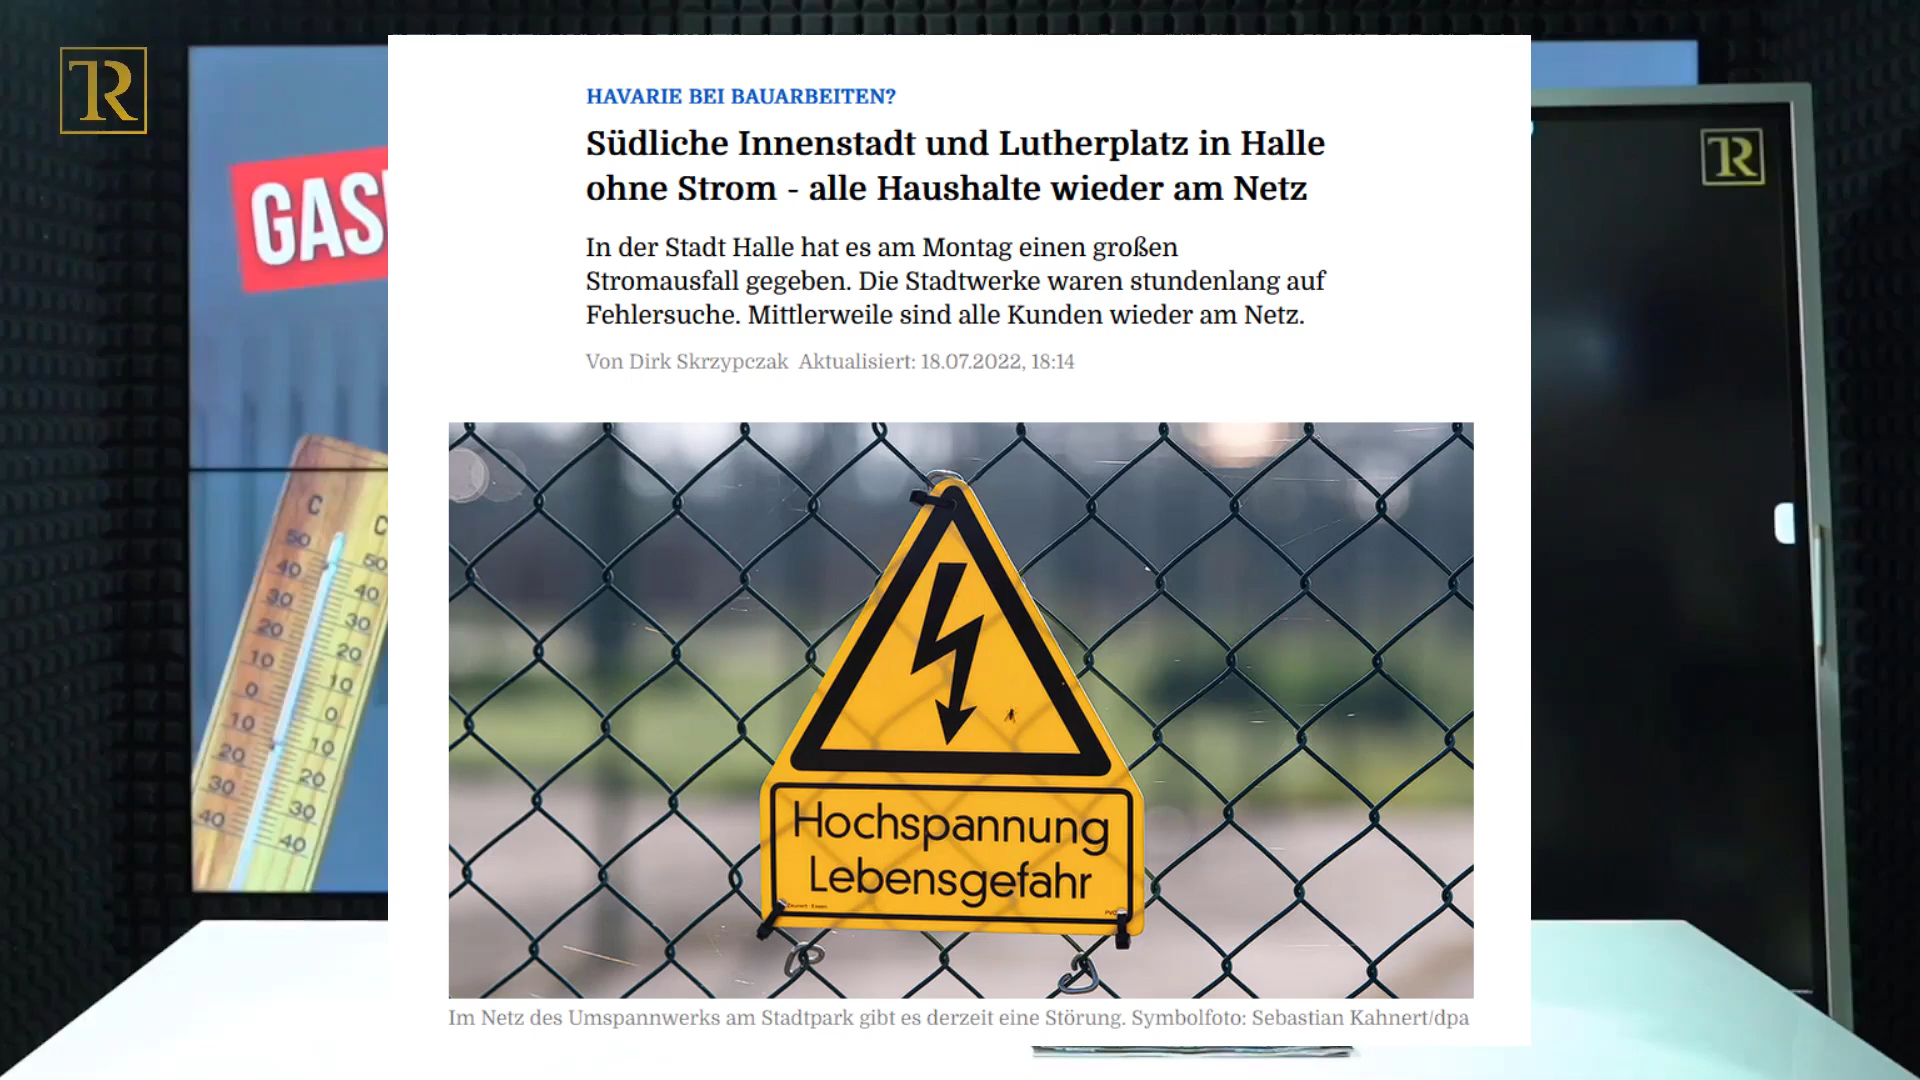 R
GAS
HAVARIE BEI BAUARBEITEN?
Südliche Innenstadt und Lutherplatz in Halle
ohne Strom - alle Haushalte wieder am Netz
In der Stadt Halle hat es am Montag einen großen
Stromausfall gegeben. Die Stadtwerke waren stundenlang auf
Fehlersuche. Mittlerweile sind alle Kunden wieder am Netz.
Von Dirk Skrzypczak Aktualisiert: 18.07.2022, 18:14
R
C
C
50
50
40
40
30
30
20
20
10
10
0
0
10
10
20
20
30
30
40
40
Hochspannung
Lebensgefahr
Im Netz des Umspannwerks am Stadtpark gibt es derzeit eine Störung. Symbolfoto: Sebastian Kahnert/dpa